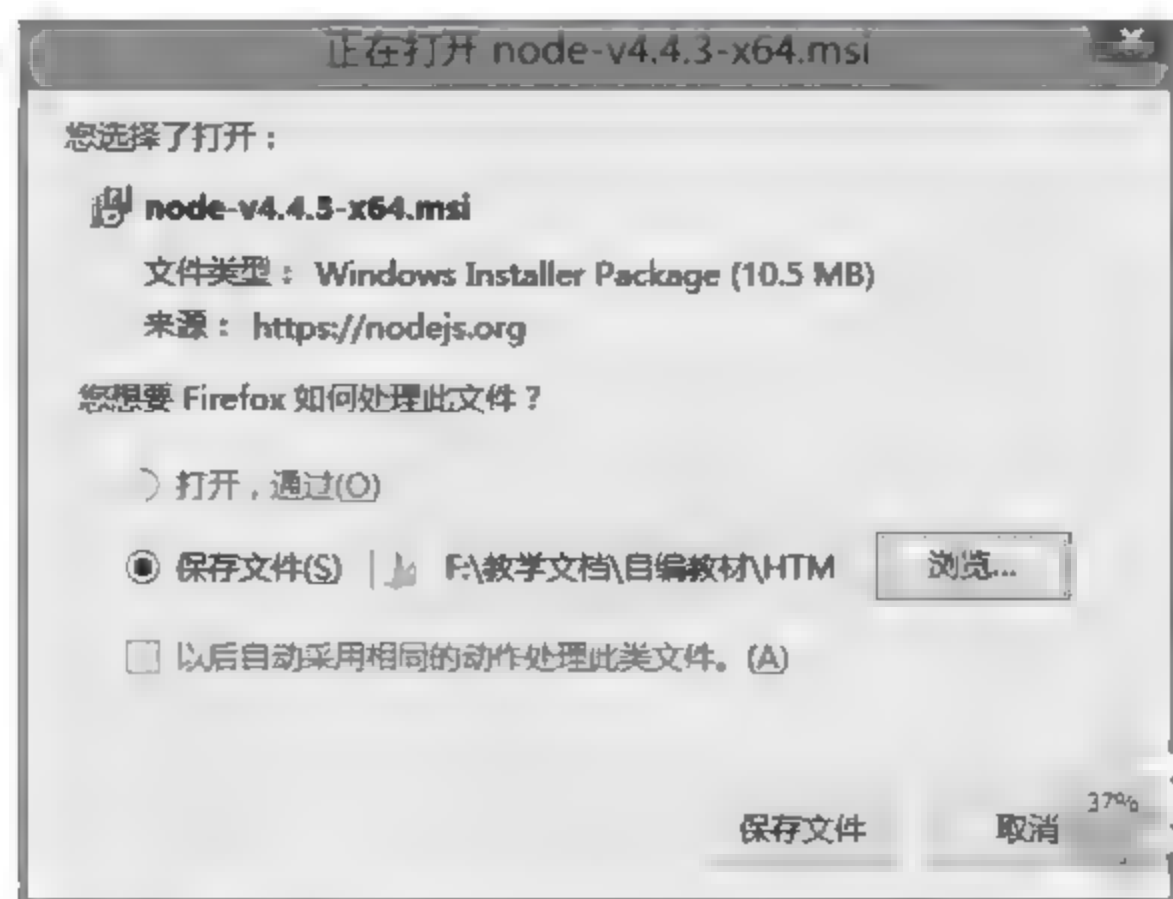 正在打开 node-v4.4.3-x64.msi
您选择了打开：
node-v4.4.3-x64.msi
文件类型： Windows Installer Package (10.5 MB)
来源： https://nodejs.org
您想要 Firefox 如何处理此文件？
打开，通过(O)
保存文件(S) F:\教学文档\自编教材\HTM 浏览...
以后自动采用相同的动作处理此类文件。(A)
保存文件 取消 37%